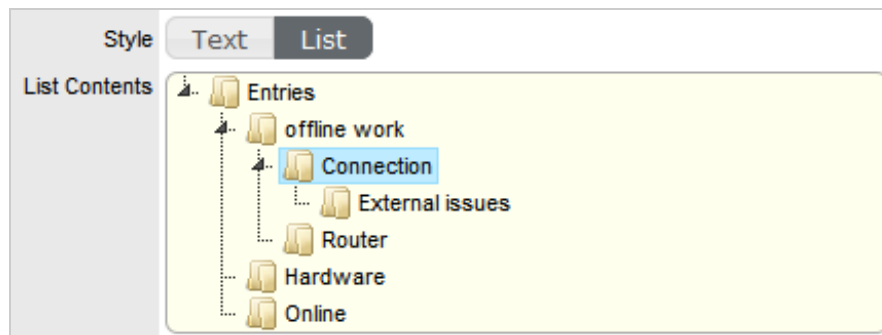 Style Text List
List Contents Entries
offline work
Connection
External issues
Router
Hardware
Online